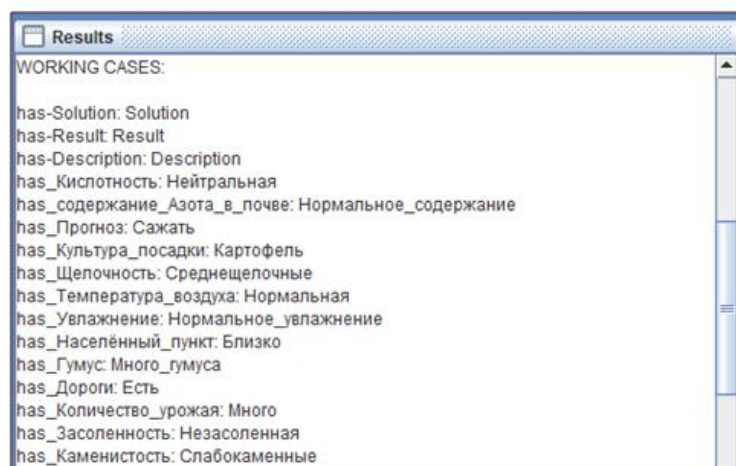 Results
WORKING CASES:
has-Solution: Solution
has-Result: Result
has-Description: Description
has_Кислотность: Нейтральная
has_содержание_Азота_в_почве: Нормальное_содержание
has_Прогноз: Сажать
has_Культура_посадки: Картофель
has_Щелочность: Среднещелочные
has_Температура_воздуха: Нормальная
has_Увлажнение: Нормальное_увлажнение
has_Населённый_пункт: Близко
has_Гумус: Много_гумуса
has_Дороги: Есть
has_Количество_урожая: Много
has_Засоленность: Незасоленная
has_Каменистость: Слабокаменные